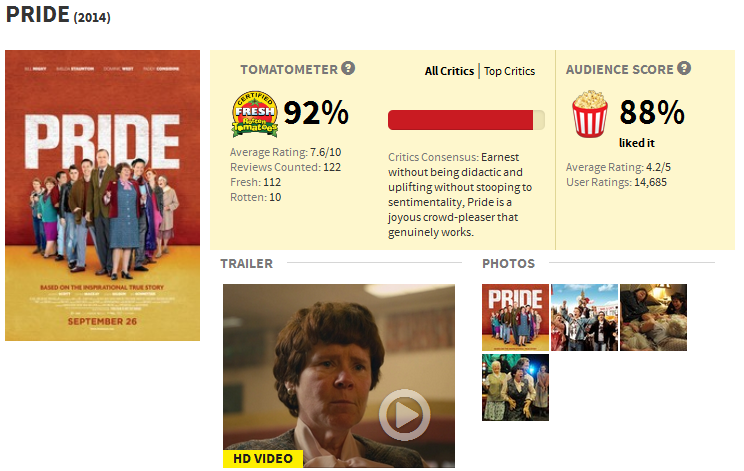 PRIDE (2014)
ALL NIGHY IMELDA STAUNTON DOMINIC WEST PADDY CONSIDINE
PRIDE
BASED ON THE INSPIRATIONAL TRUE STORY
SEPTEMBER 26
TOMATOMETER ?
CERTIFIED
FRESH
Rotten
Tomatoes
92%
Average Rating: 7.6/10
Reviews Counted: 122
Fresh: 112
Rotten: 10
All Critics | Top Critics
Critics Consensus: Earnest
without being didactic and
uplifting without stooping to
sentimentality, Pride is a
joyous crowd-pleaser that
genuinely works.
AUDIENCE SCORE ?
88%
liked it
Average Rating: 4.2/5
User Ratings: 14,685
TRAILER
HD VIDEO
PHOTOS
PRIDE